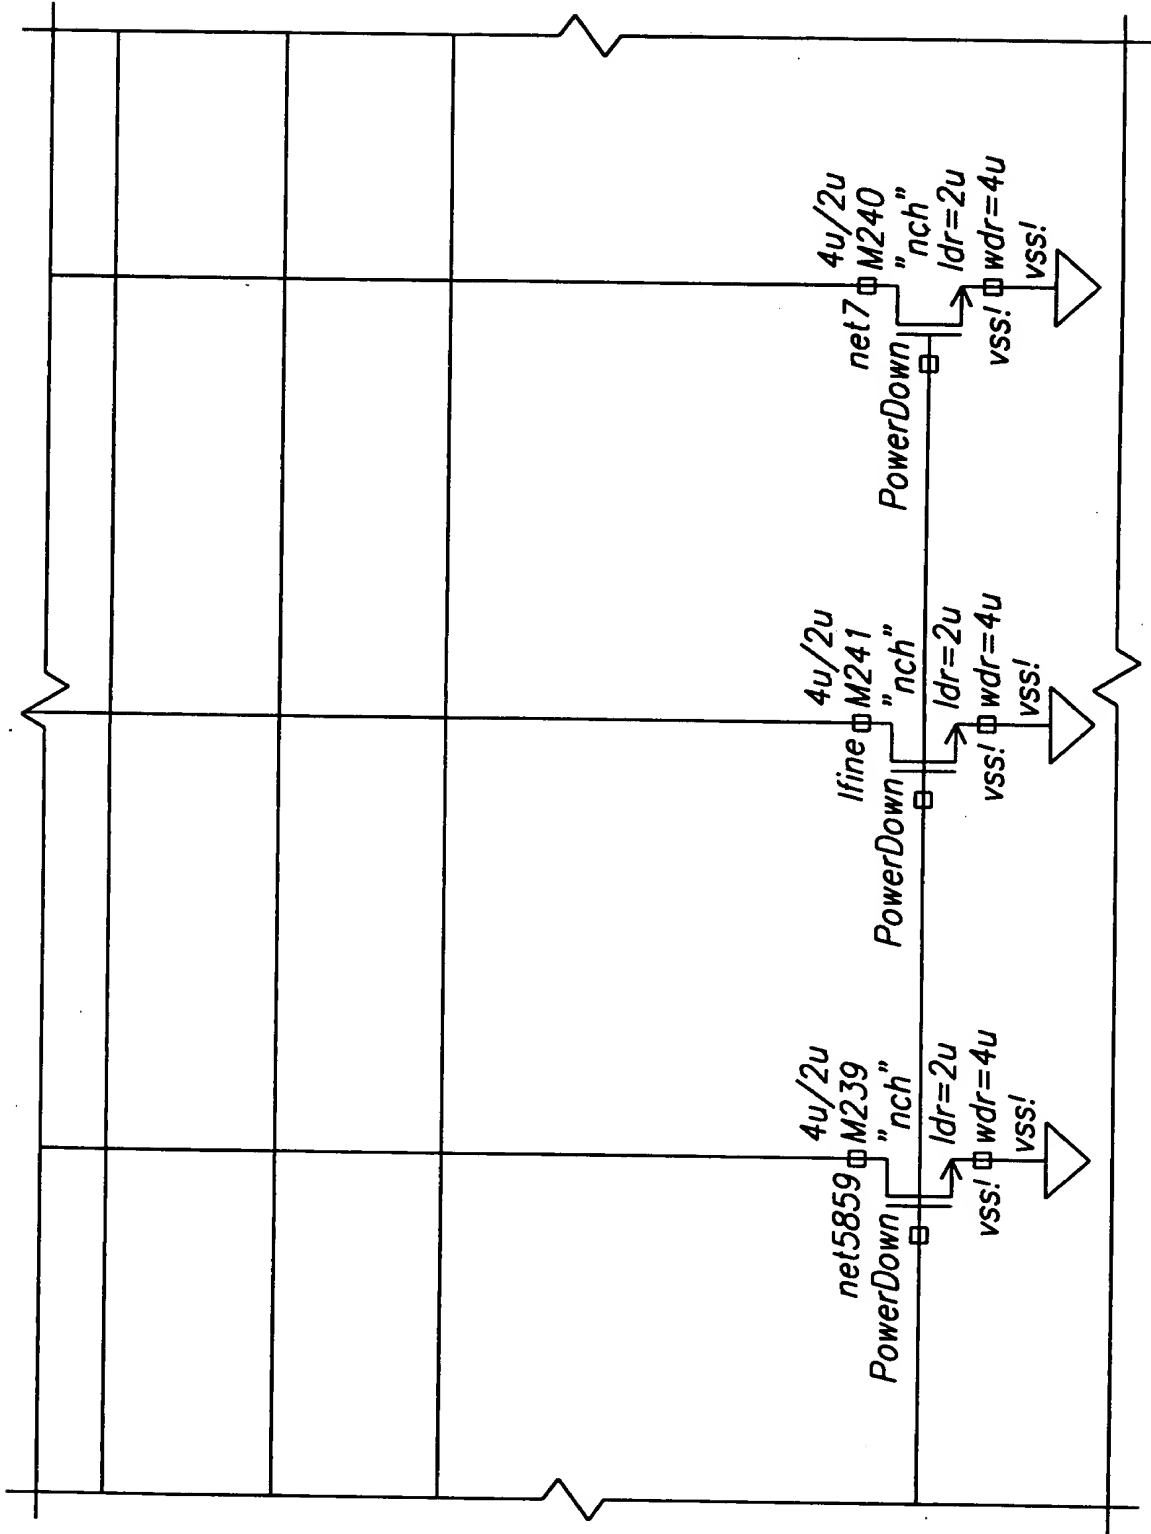 4u/2u
M240
"nch"
ldr=2u
wdr=4u
vss!
net7
PowerDown
vss!
4u/2u
M241
"nch"
ldr=2u
wdr=4u
vss!
Ifine
PowerDown
vss!
4u/2u
M239
"nch"
ldr=2u
wdr=4u
vss!
net5859
PowerDown
vss!